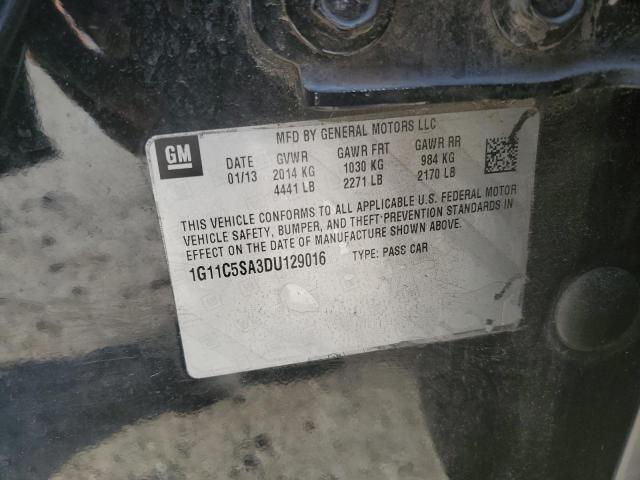 MFD BY GENERAL MOTORS LLC
GM
DATE GVWR GAWR FRT GAWR RR
01/13 2014 KG 1030 KG 984 KG
4441 LB 2271 LB 2170 LB
THIS VEHICLE CONFORMS TO ALL APPLICABLE U.S. FEDERAL MOTOR
VEHICLE SAFETY, BUMPER, AND THEFT PREVENTION STANDARDS IN
EFFECT ON THE DATE OF MANUFACTURE SHOWN ABOVE.
1G11C5SA3DU129016 TYPE: PASS CAR